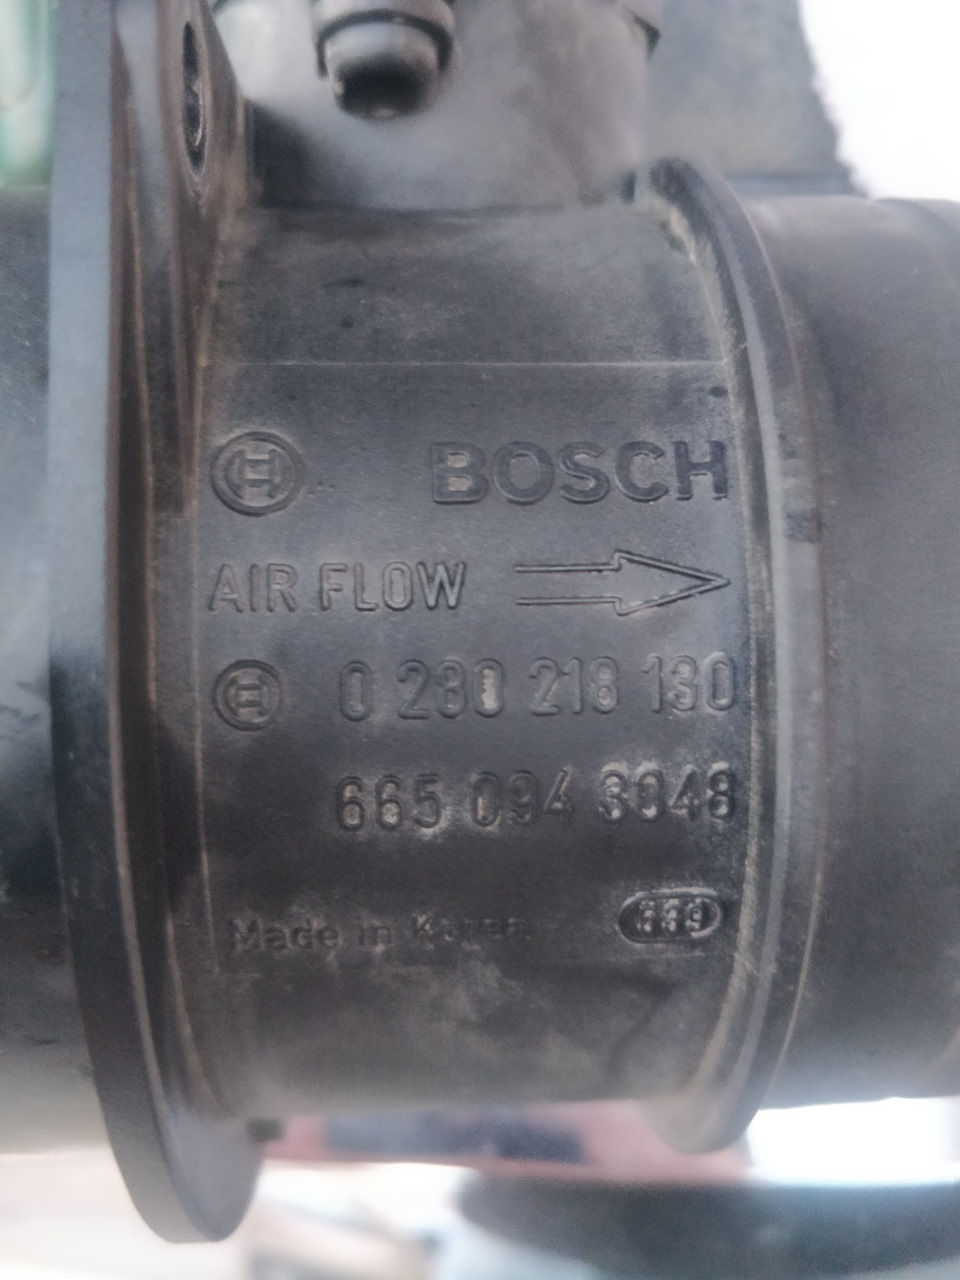 BOSCH
AIR FLOW
0 280 218 130
665 094 3048
Made in Korea